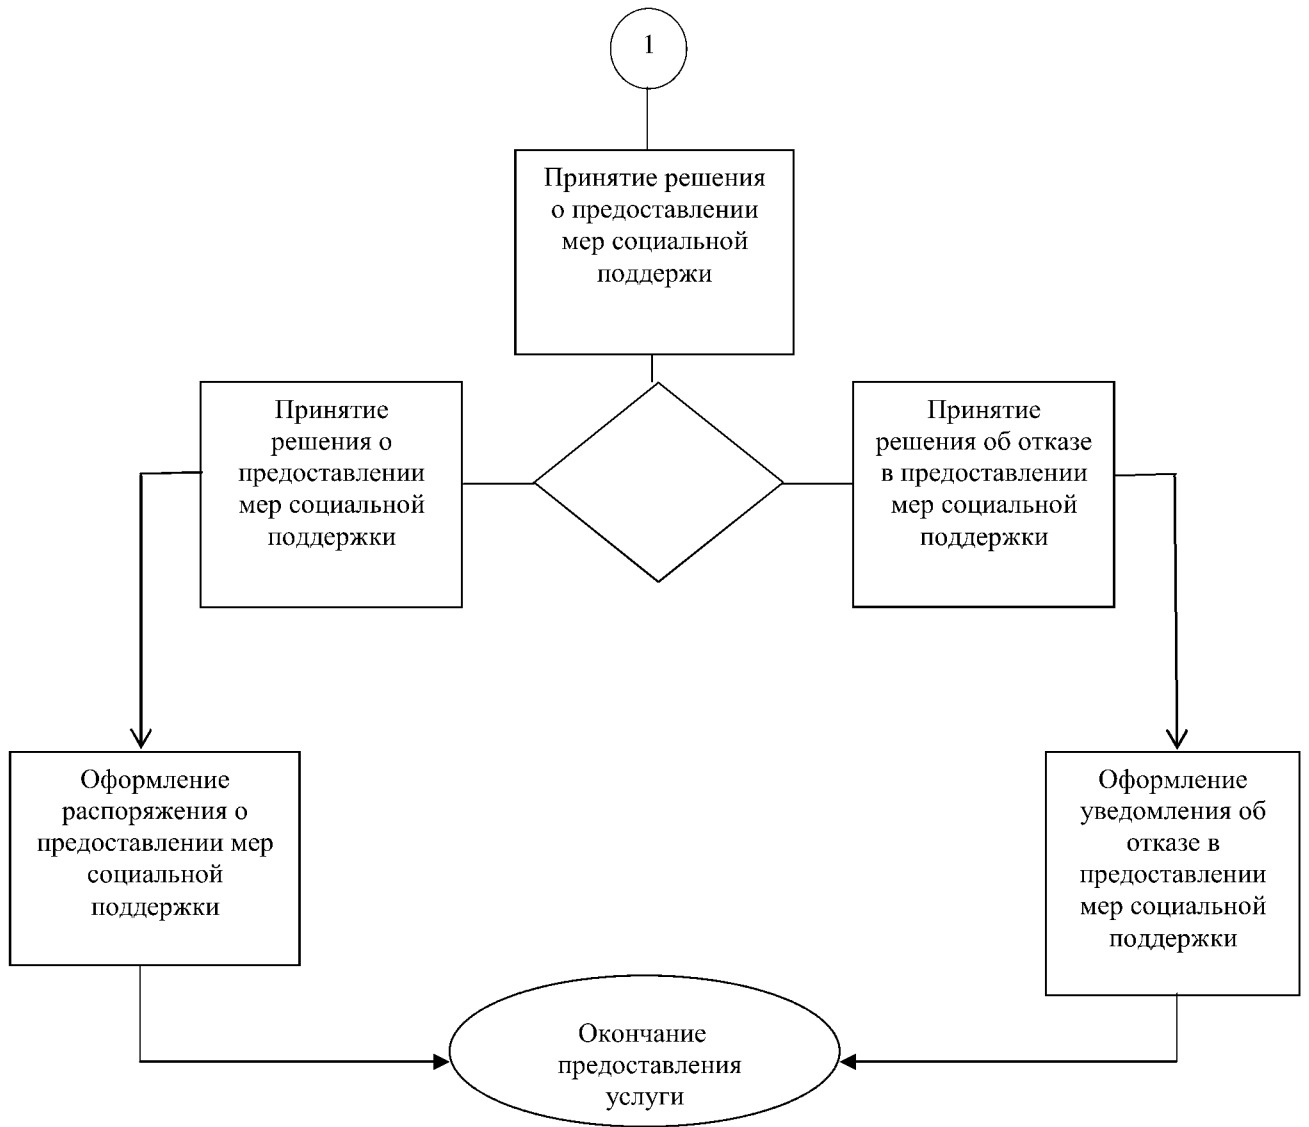 1
Принятие решения
о предоставлении
мер социальной
поддержи
Принятие
решения о
предоставлении
мер социальной
поддержки
Принятие
решения об отказе
в предоставлении
мер социальной
поддержки
Оформление
распоряжения о
предоставлении мер
социальной
поддержки
Оформление
уведомления об
отказе в
предоставлении
мер социальной
поддержки
Окончание
предоставления
услуги